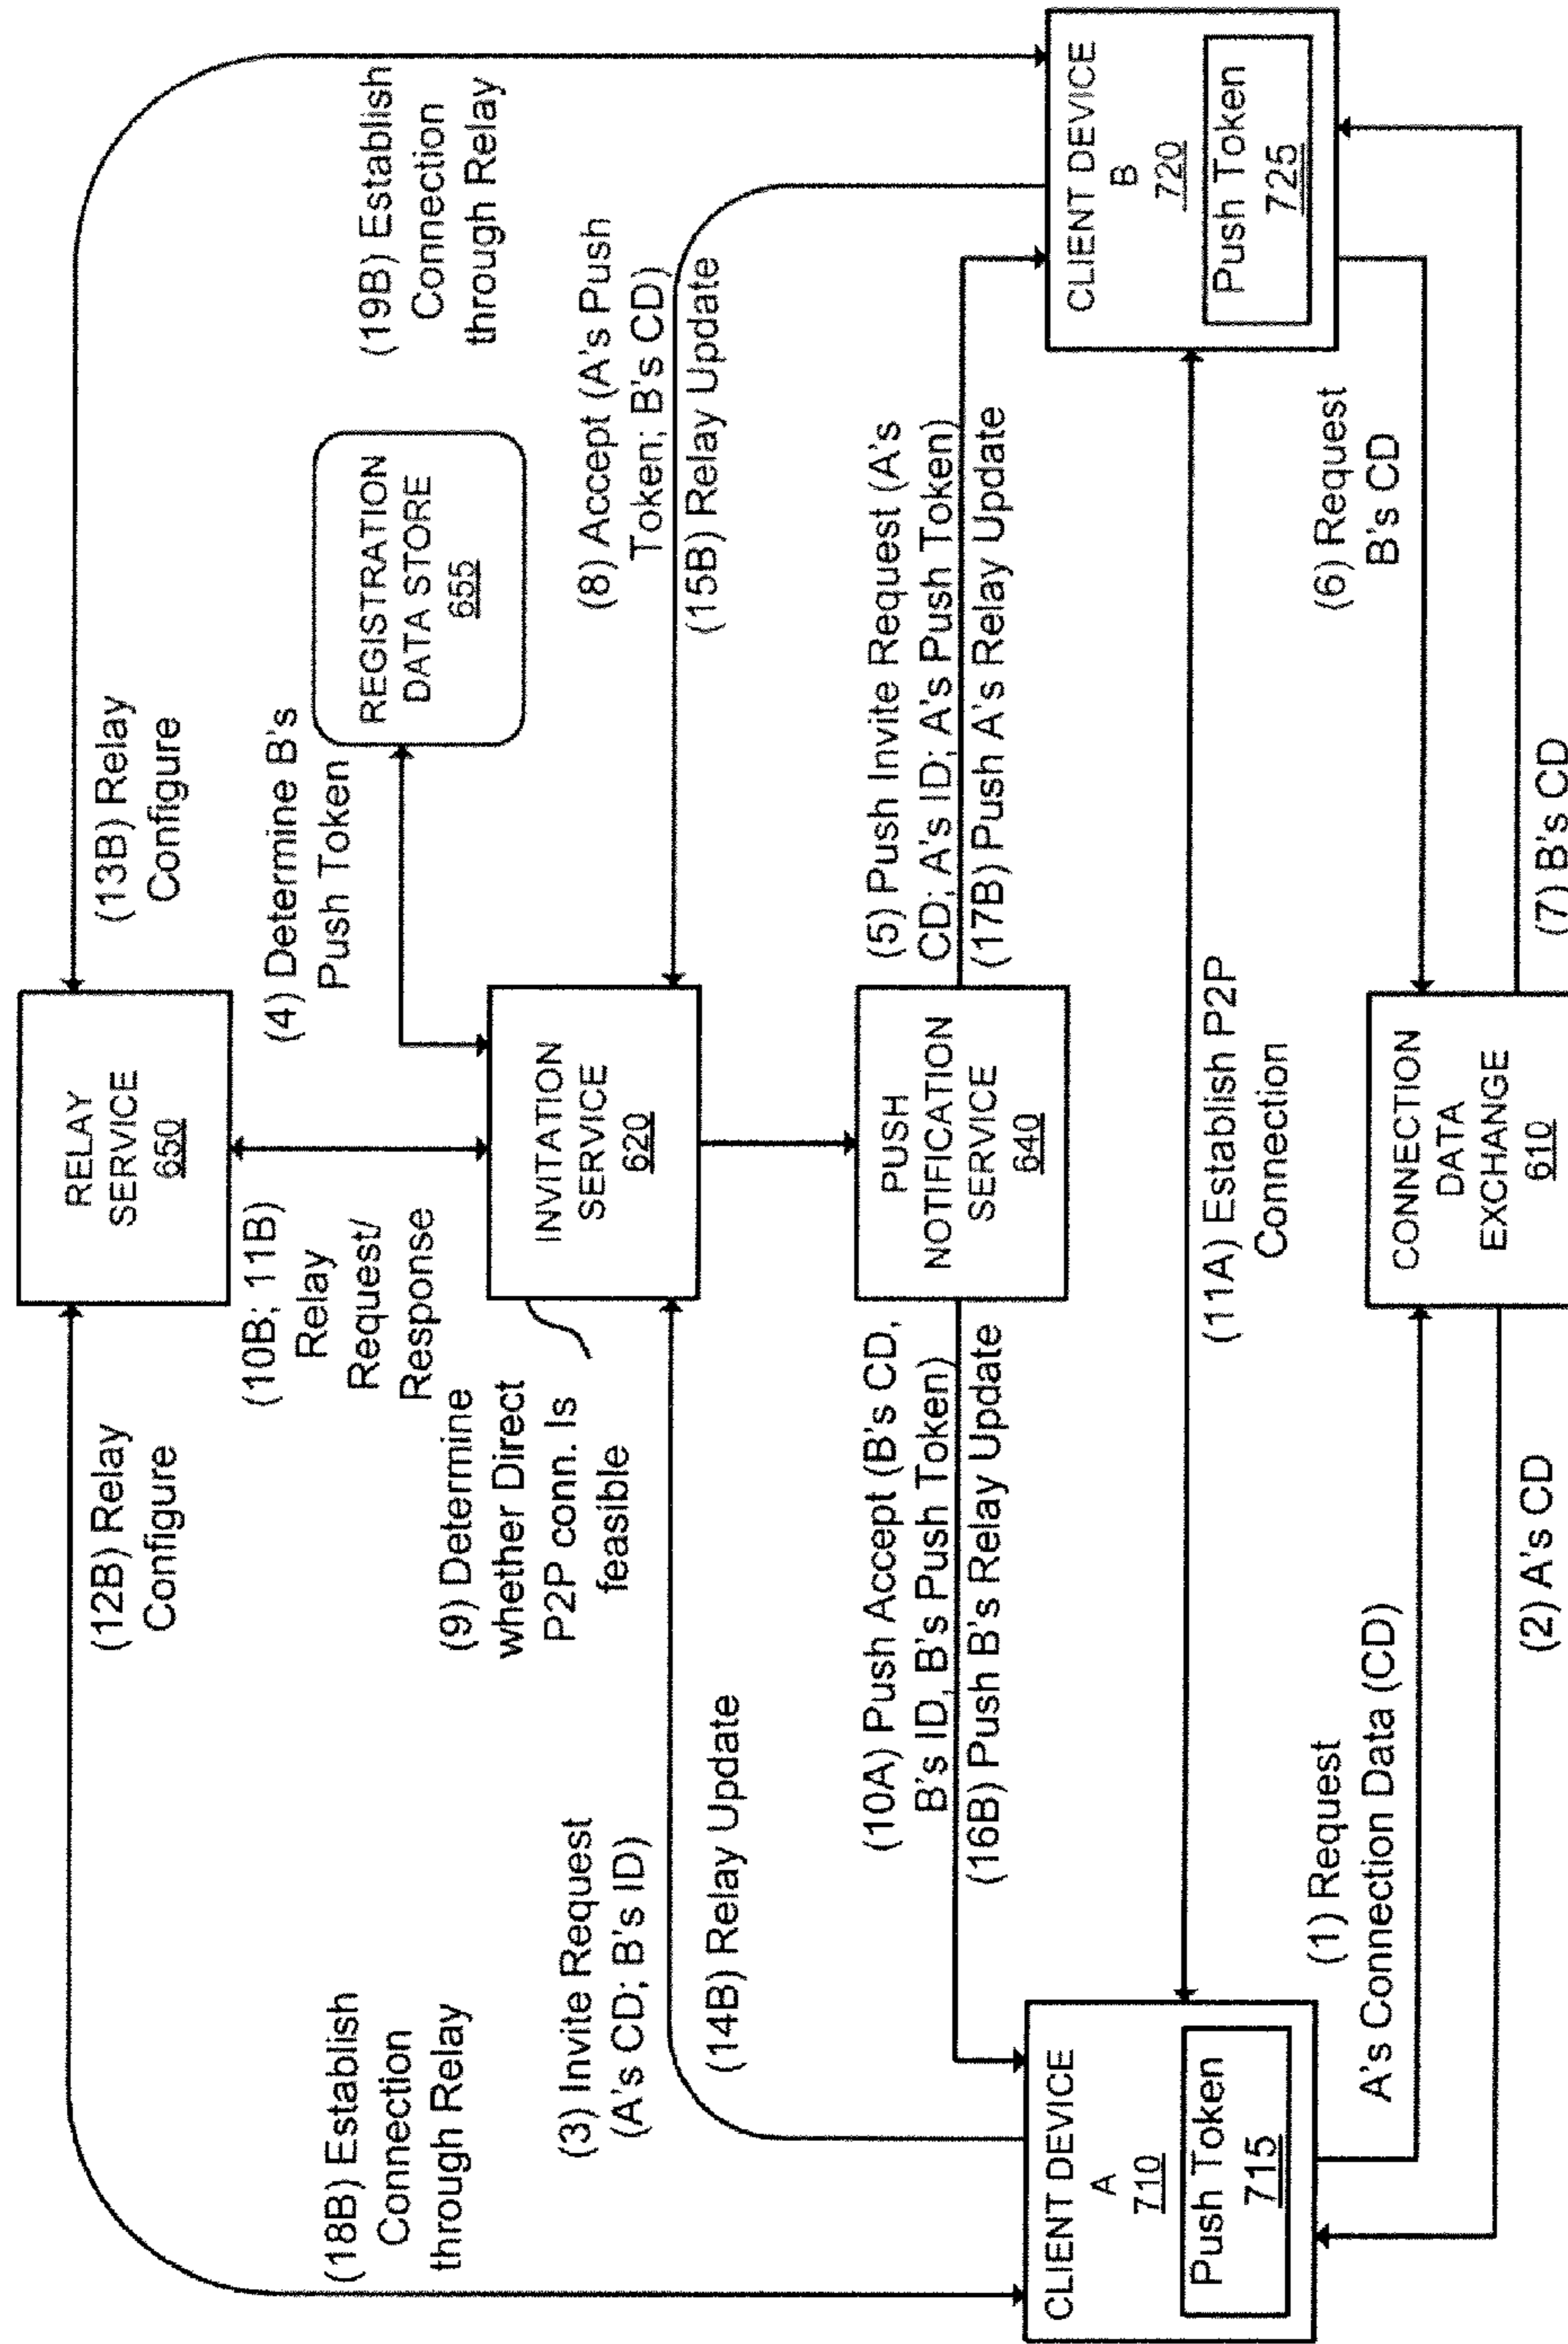 RELAY
SERVICE
650
(12B) Relay
Configure
(13B) Relay
Configure
(18B) Establish
Connection
through Relay
(19B) Establish
Connection
through Relay
(10B; 11B)
Relay
Request/
Response
(4) Determine B's
Push Token
REGISTRATION
DATA STORE
655
(9) Determine
whether Direct
P2P conn. Is
feasible
INVITATION
SERVICE
620
(3) Invite Request
(A's CD; B's ID)
(14B) Relay Update
(8) Accept (A's Push
Token; B's CD)
(15B) Relay Update
PUSH
NOTIFICATION
SERVICE
640
(10A) Push Accept (B's CD,
B's ID, B's Push Token)
(16B) Push B's Relay Update
(5) Push Invite Request (A's
CD; A's ID; A's Push Token)
(17B) Push A's Relay Update
CLIENT DEVICE
A
710
Push Token
715
CLIENT DEVICE
B
720
Push Token
725
(11A) Establish P2P
Connection
(1) Request
A's Connection Data (CD)
(6) Request
B's CD
CONNECTION
DATA
EXCHANGE
610
(2) A's CD
(7) B's CD